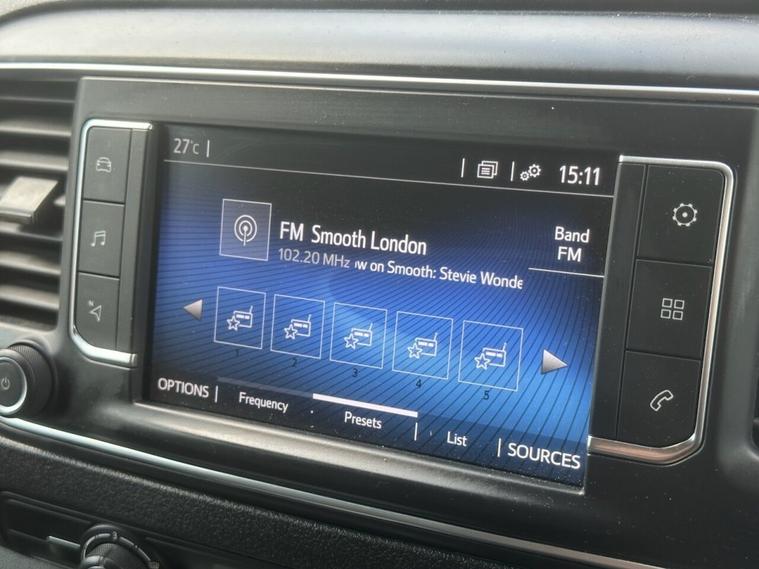 27°C
15:11
FM Smooth London
Band
FM
102.20 MHz w on Smooth: Stevie Wonde
1 2 3 4 5
OPTIONS Frequency Presets List SOURCES
N